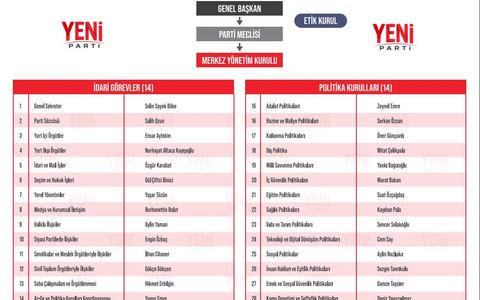 GENEL BAŞKAN
ETİK KURUL
YENİ
PARTİ
PARTİ MECLİSİ
YENİ
PARTİ
MERKEZ YÖNETİM KURULU
İDARİ GÖREVLER (14)
1 Genel Sekreter Selin Sayek Böke
2 Parti Sözcüsü Salih Uzun
3 Yurt İçi Örgütler Ensar Aytekin
4 Yurt Dışı Örgütler Nurhayat Altaca Kayışoğlu
5 İdari ve Mali İşler Özgür Karabat
6 Seçim ve Hukuk İşleri Gül Çiftci Binici
7 Yerel Yönetimler Yaşar Tüzün
8 Medya ve Kurumsal İletişim Burhanettin Bulut
9 Halkla İlişkiler Aylin Yaman
10 Siyasi Partilerle İlişkiler Engin Özkoç
11 Sendikalar ve Meslek Örgütleriyle İlişkiler İlhan Cihaner
12 Sivil Toplum Örgütleriyle İlişkiler Gökçe Gökçen
13 Saha Çalışmaları ve Örgütlenmesi Hikmet Erbilgin
14
POLİTİKA KURULLARI (14)
15 Adalet Politikaları Zeynel Emre
16 Hazine ve Maliye Politikaları Serkan Özcan
17 Kalkınma Politikaları Ömer Günşavlı
18 Dış Politika
19 Milli Savunma Politikaları Yankı Bağcıoğlu
20 İç Güvenlik Politikaları Murat Bakan
21 Eğitim Politikaları Suat Özçağdaş
22 Sağlık Politikaları Kayıhan Pala
23 Gıda ve Tarım Politikaları Sencer Solakoğlu
24 Teknoloji ve Dijital Dönüşüm Politikaları Cem Say
25 Sosyal Politikalar Aylin Nazlıaka
26 İnsan Hakları ve Eşitlik Politikaları Sezgin Tanrıkulu
27 Emek ve Sosyal Güvenlik Politikaları Gamze Taşcıer
28